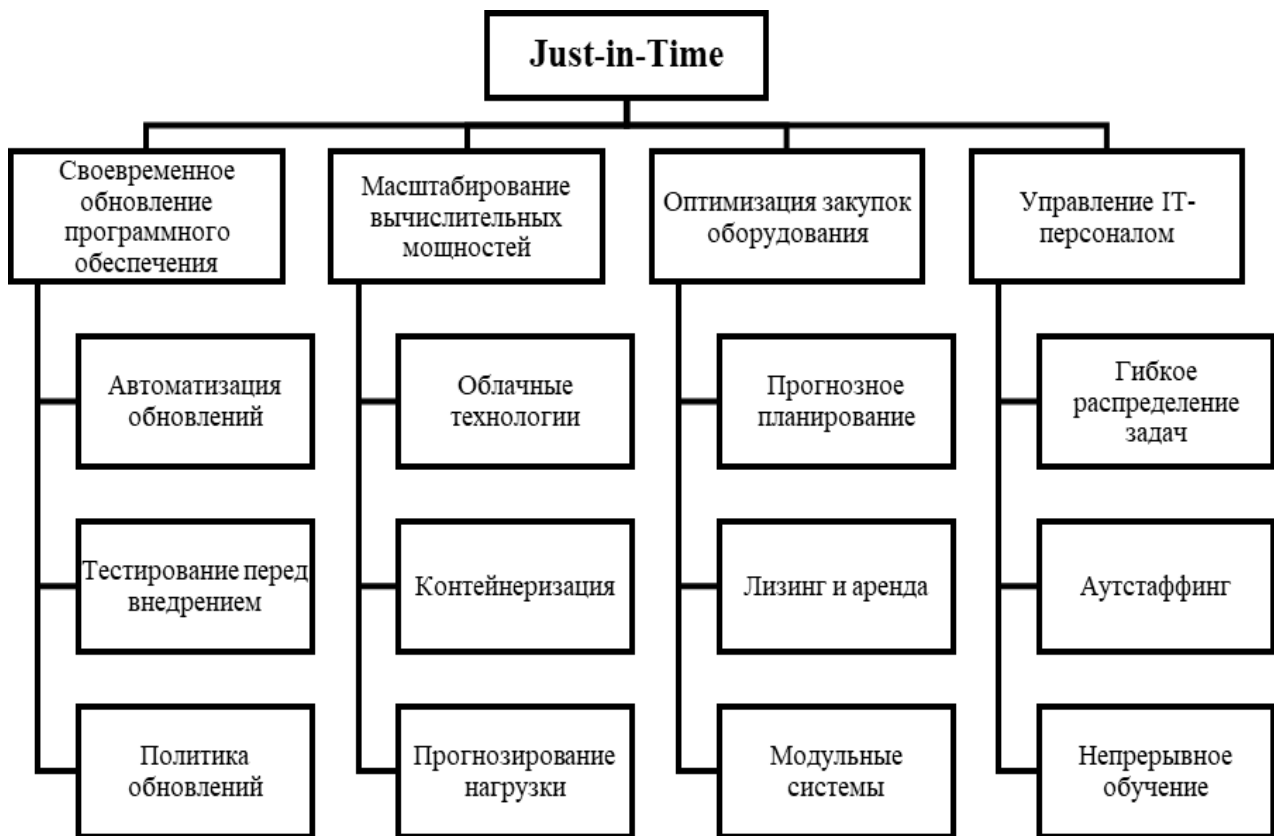 Just-in-Time
Своевременное
обновление
программного
обеспечения
Масштабирование
вычислительных
мощностей
Оптимизация закупок
оборудования
Управление IT-
персоналом
Автоматизация
обновлений
Облачные
технологии
Прогнозное
планирование
Гибкое
распределение
задач
Тестирование перед
внедрением
Контейнеризация
Лизинг и аренда
Аутстаффинг
Политика
обновлений
Прогнозирование
нагрузки
Модульные
системы
Непрерывное
обучение